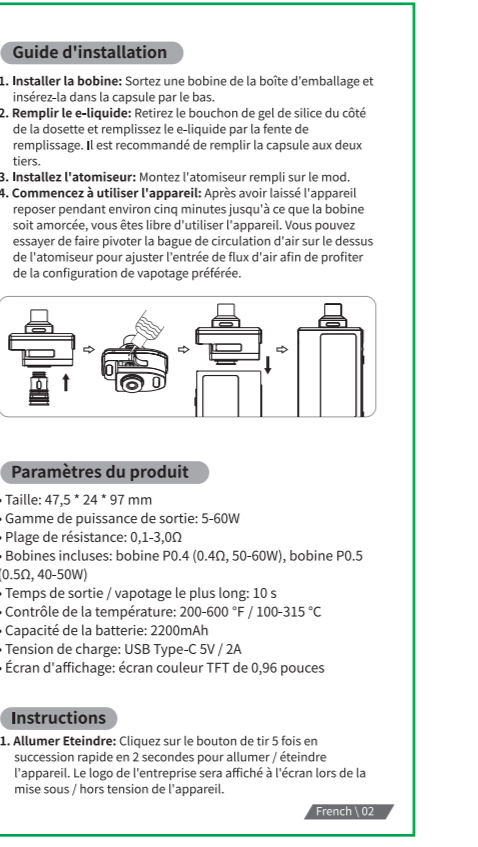 Guide d'installation
1. Installer la bobine: Sortez une bobine de la boîte d'emballage et
insérez-la dans la capsule par le bas.
2. Remplir le e-liquide: Retirez le bouchon de gel de silice du côté
de la dosette et remplissez le e-liquide par la fente de
remplissage. Il est recommandé de remplir la capsule aux deux
tiers.
3. Installez l'atomiseur: Montez l'atomiseur rempli sur le mod.
4. Commencez à utiliser l'appareil: Après avoir laissé l'appareil
reposer pendant environ cinq minutes jusqu'à ce que la bobine
soit amorcée, vous êtes libre d'utiliser l'appareil. Vous pouvez
essayer de faire pivoter la bague de circulation d'air sur le dessus
de l'atomiseur pour ajuster l'entrée de flux d'air afin de profiter
de la configuration de vapotage préférée.
Paramètres du produit
• Taille: 47,5 * 24 * 97 mm
• Gamme de puissance de sortie: 5-60W
• Plage de résistance: 0,1-3,0Ω
• Bobines incluses: bobine P0.4 (0.4Ω, 50-60W), bobine P0.5
(0.5Ω, 40-50W)
• Temps de sortie / vapotage le plus long: 10 s
• Contrôle de la température: 200-600 °F / 100-315 °C
• Capacité de la batterie: 2200mAh
• Tension de charge: USB Type-C 5V / 2A
• Écran d'affichage: écran couleur TFT de 0,96 pouces
Instructions
1. Allumer Eteindre: Cliquez sur le bouton de tir 5 fois en
succession rapide en 2 secondes pour allumer / éteindre
l'appareil. Le logo de l'entreprise sera affiché à l'écran lors de la
mise sous / hors tension de l'appareil.
French \ 02